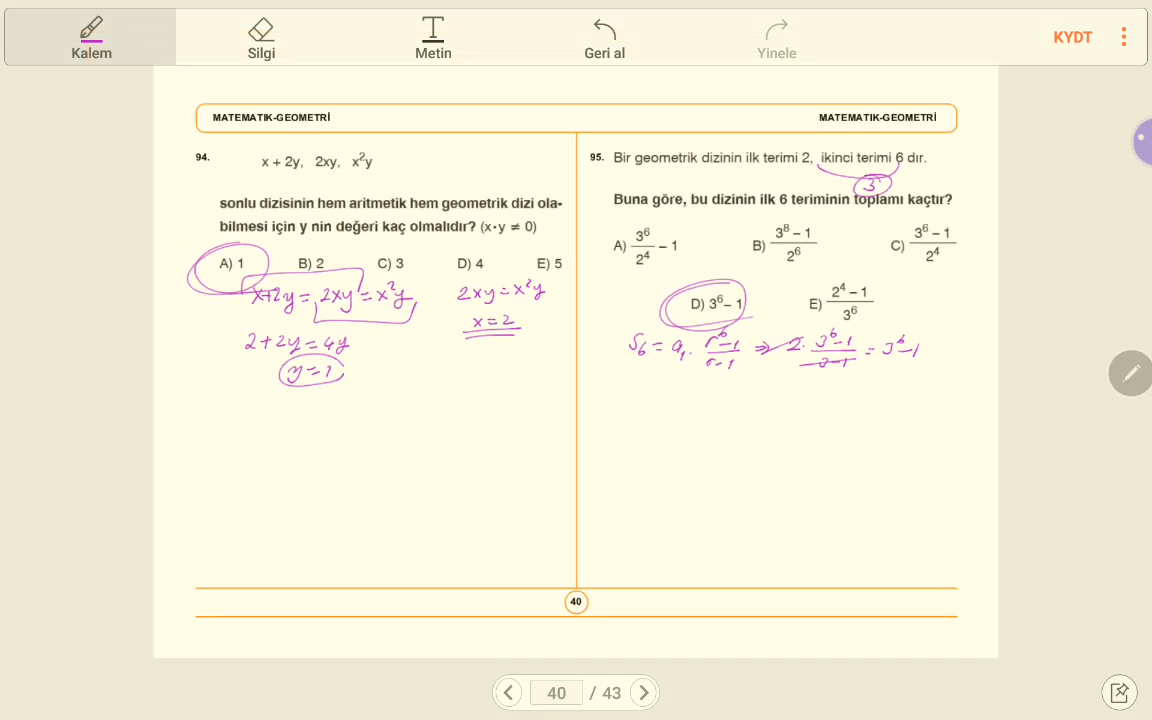 Kalem
Silgi
Metin
Geri al
Yinele
KYDT
MATEMATIK-GEOMETRİ
MATEMATIK-GEOMETRİ
94.
x + 2y, 2xy, x²y
sonlu dizisinin hem aritmetik hem geometrik dizi ola-
bilmesi için y nin değeri kaç olmalıdır? (x·y ≠ 0)
A) 1 B) 2 C) 3 D) 4 E) 5
x+2y = 2xy = x²y
2xy = x²y
x=2
2+2y=4y
y=1
95. Bir geometrik dizinin ilk terimi 2, ikinci terimi 6 dır.
3
Buna göre, bu dizinin ilk 6 teriminin toplamı kaçtır?
A) 3⁶/2⁴ − 1 B) (3⁸ − 1)/2⁶ C) (3⁶ − 1)/2⁴
D) 3⁶ − 1 E) (2⁴ − 1)/3⁶
S₆ = a₁ · (r⁶−1)/(r−1) ⇒ 2 · (3⁶−1)/(3−1) = 3⁶−1
40
40 / 43